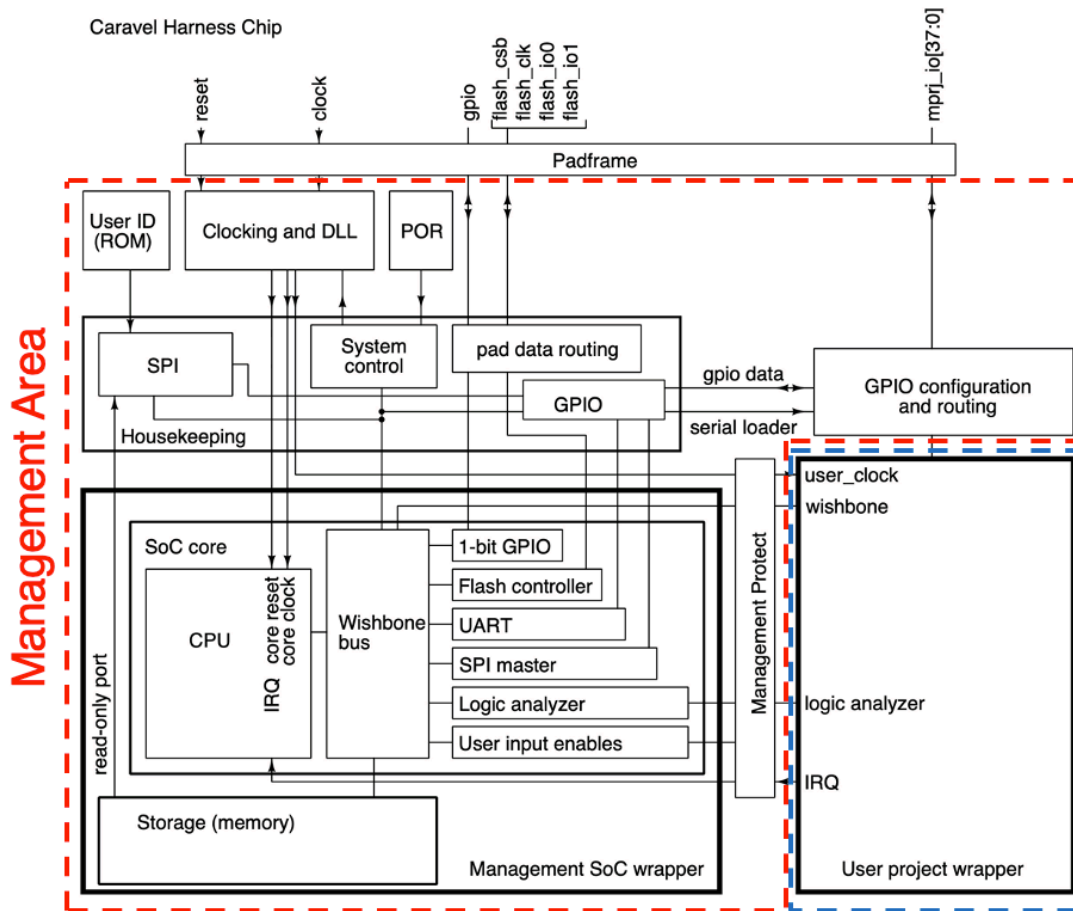 Caravel Harness Chip
reset
clock
gpio
flash_csb
flash_clk
flash_io0
flash_io1
mprj_io[37:0]
Padframe
Management Area
User ID
(ROM)
Clocking and DLL
POR
SPI
System
control
pad data routing
GPIO
Housekeeping
gpio data
serial loader
GPIO configuration
and routing
read-only port
SoC core
CPU
IRQ
core reset
core clock
Wishbone
bus
1-bit GPIO
Flash controller
UART
SPI master
Logic analyzer
User input enables
Storage (memory)
Management SoC wrapper
Management Protect
user_clock
wishbone
logic analyzer
IRQ
User project wrapper